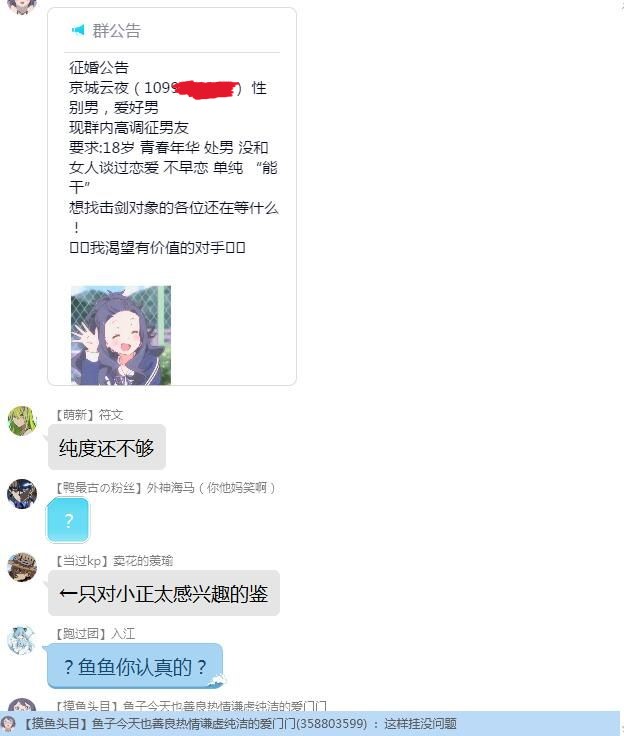 群公告
征婚公告
京城云夜（1099 ） 性
别男，爱好男
现群内高调征男友
要求:18岁 青春年华 处男 没和
女人谈过恋爱 不早恋 单纯 “能
干”
想找击剑对象的各位还在等什么
！
我渴望有价值的对手
【萌新】符文
纯度还不够
【鸭最古の粉丝】外神海马（你他妈笑啊）
？
【当过kp】卖花的羡瑜
←只对小正太感兴趣的鉴
【跑过团】入江
？鱼鱼你认真的？
【摸鱼头目】鱼子今天也善良热情谦虚纯洁的爱门门
【摸鱼头目】鱼子今天也善良热情谦虚纯洁的爱门门(358803599) ：这样挂没问题